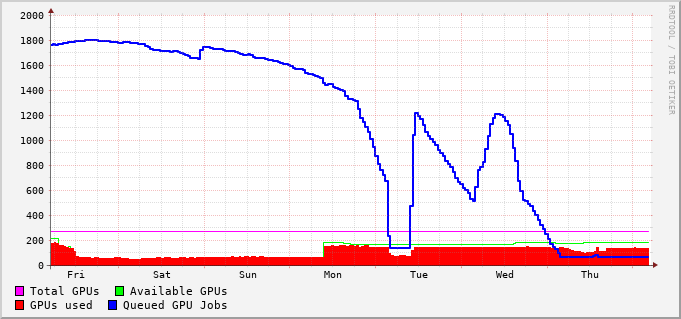 2000
1800
1600
1400
1200
1000
800
600
400
200
0
Fri Sat Sun Mon Tue Wed Thu
Total GPUs Available GPUs
GPUs used Queued GPU Jobs
RRDTOOL / TOBI OETIKER